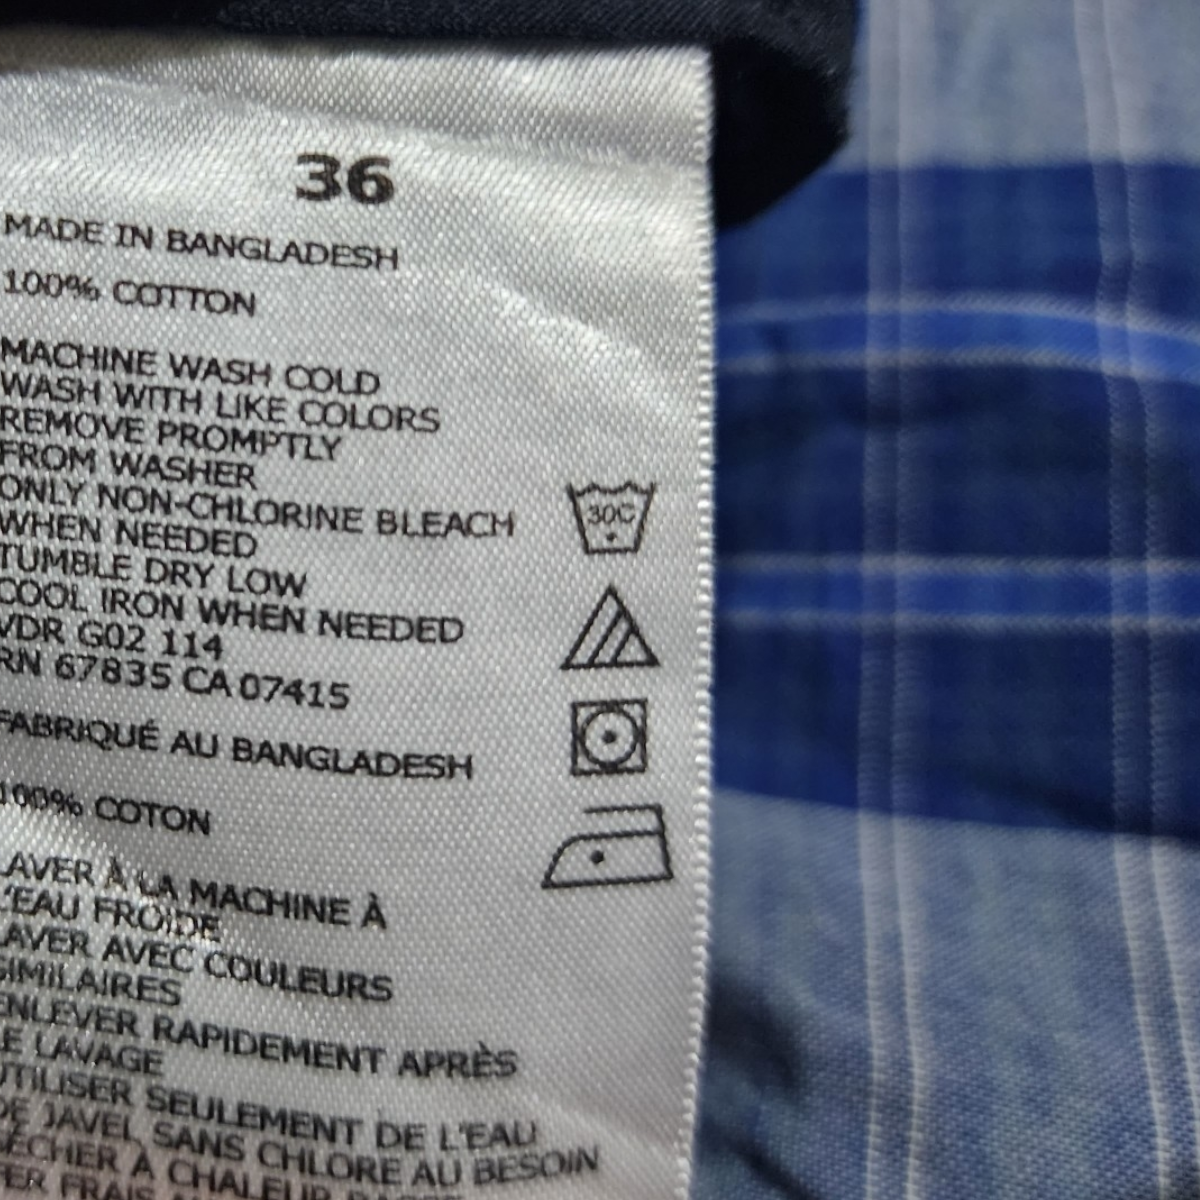 36
MADE IN BANGLADESH
100% COTTON
MACHINE WASH COLD
WASH WITH LIKE COLORS
REMOVE PROMPTLY
FROM WASHER
ONLY NON-CHLORINE BLEACH
WHEN NEEDED
TUMBLE DRY LOW
COOL IRON WHEN NEEDED
VDR G02 114
RN 67835 CA 07415
30C
FABRIQUÉ AU BANGLADESH
100% COTON
LAVER À LA MACHINE À
L'EAU FROIDE
LAVER AVEC COULEURS
SIMILAIRES
ENLEVER RAPIDEMENT APRÈS
LE LAVAGE
UTILISER SEULEMENT DE L'EAU
DE JAVEL SANS CHLORE AU BESOIN
SÉCHER À CHALEUR
FRAIS